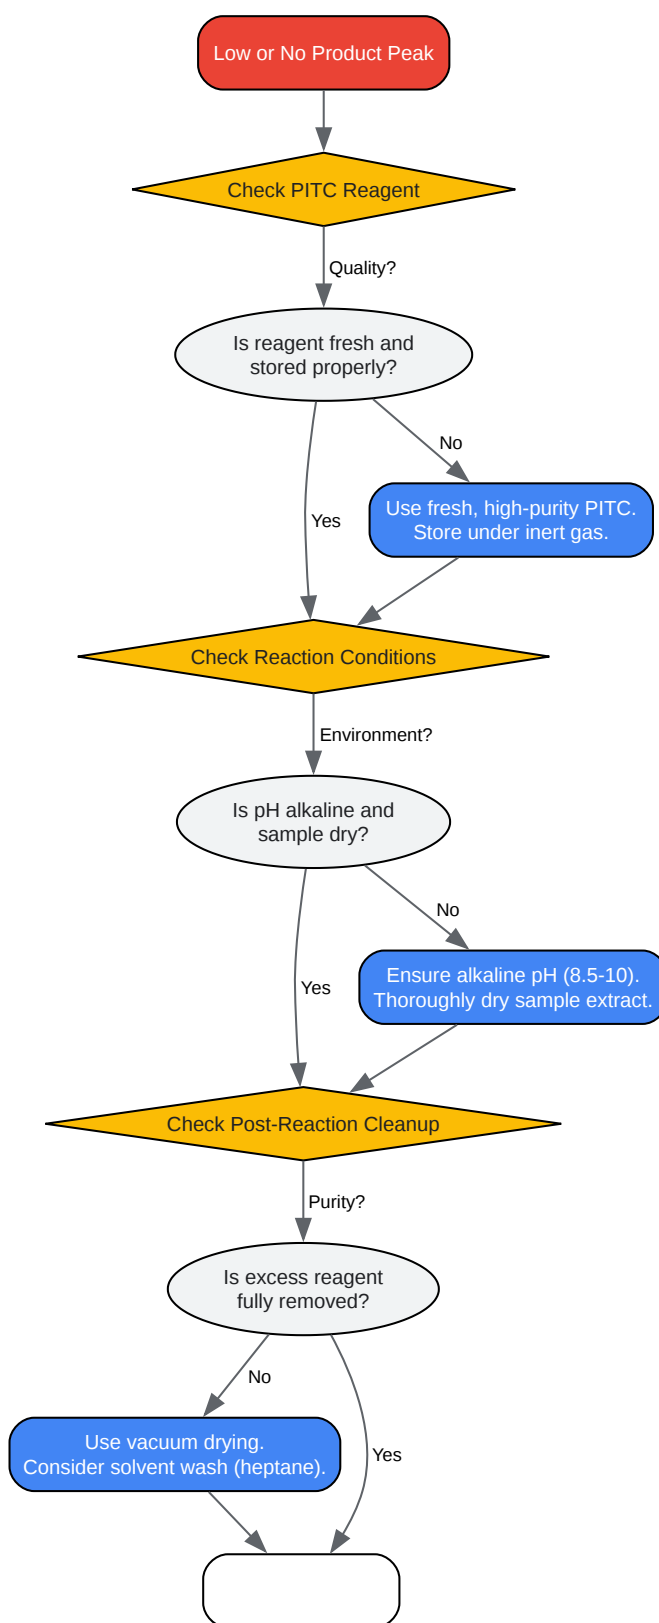 Low or No Product Peak
Check PITC Reagent
Quality?
Is reagent fresh and
stored properly?
No
Yes
Use fresh, high-purity PITC.
Store under inert gas.
Check Reaction Conditions
Environment?
Is pH alkaline and
sample dry?
No
Yes
Ensure alkaline pH (8.5-10).
Thoroughly dry sample extract.
Check Post-Reaction Cleanup
Purity?
Is excess reagent
fully removed?
No
Yes
Use vacuum drying.
Consider solvent wash (heptane).